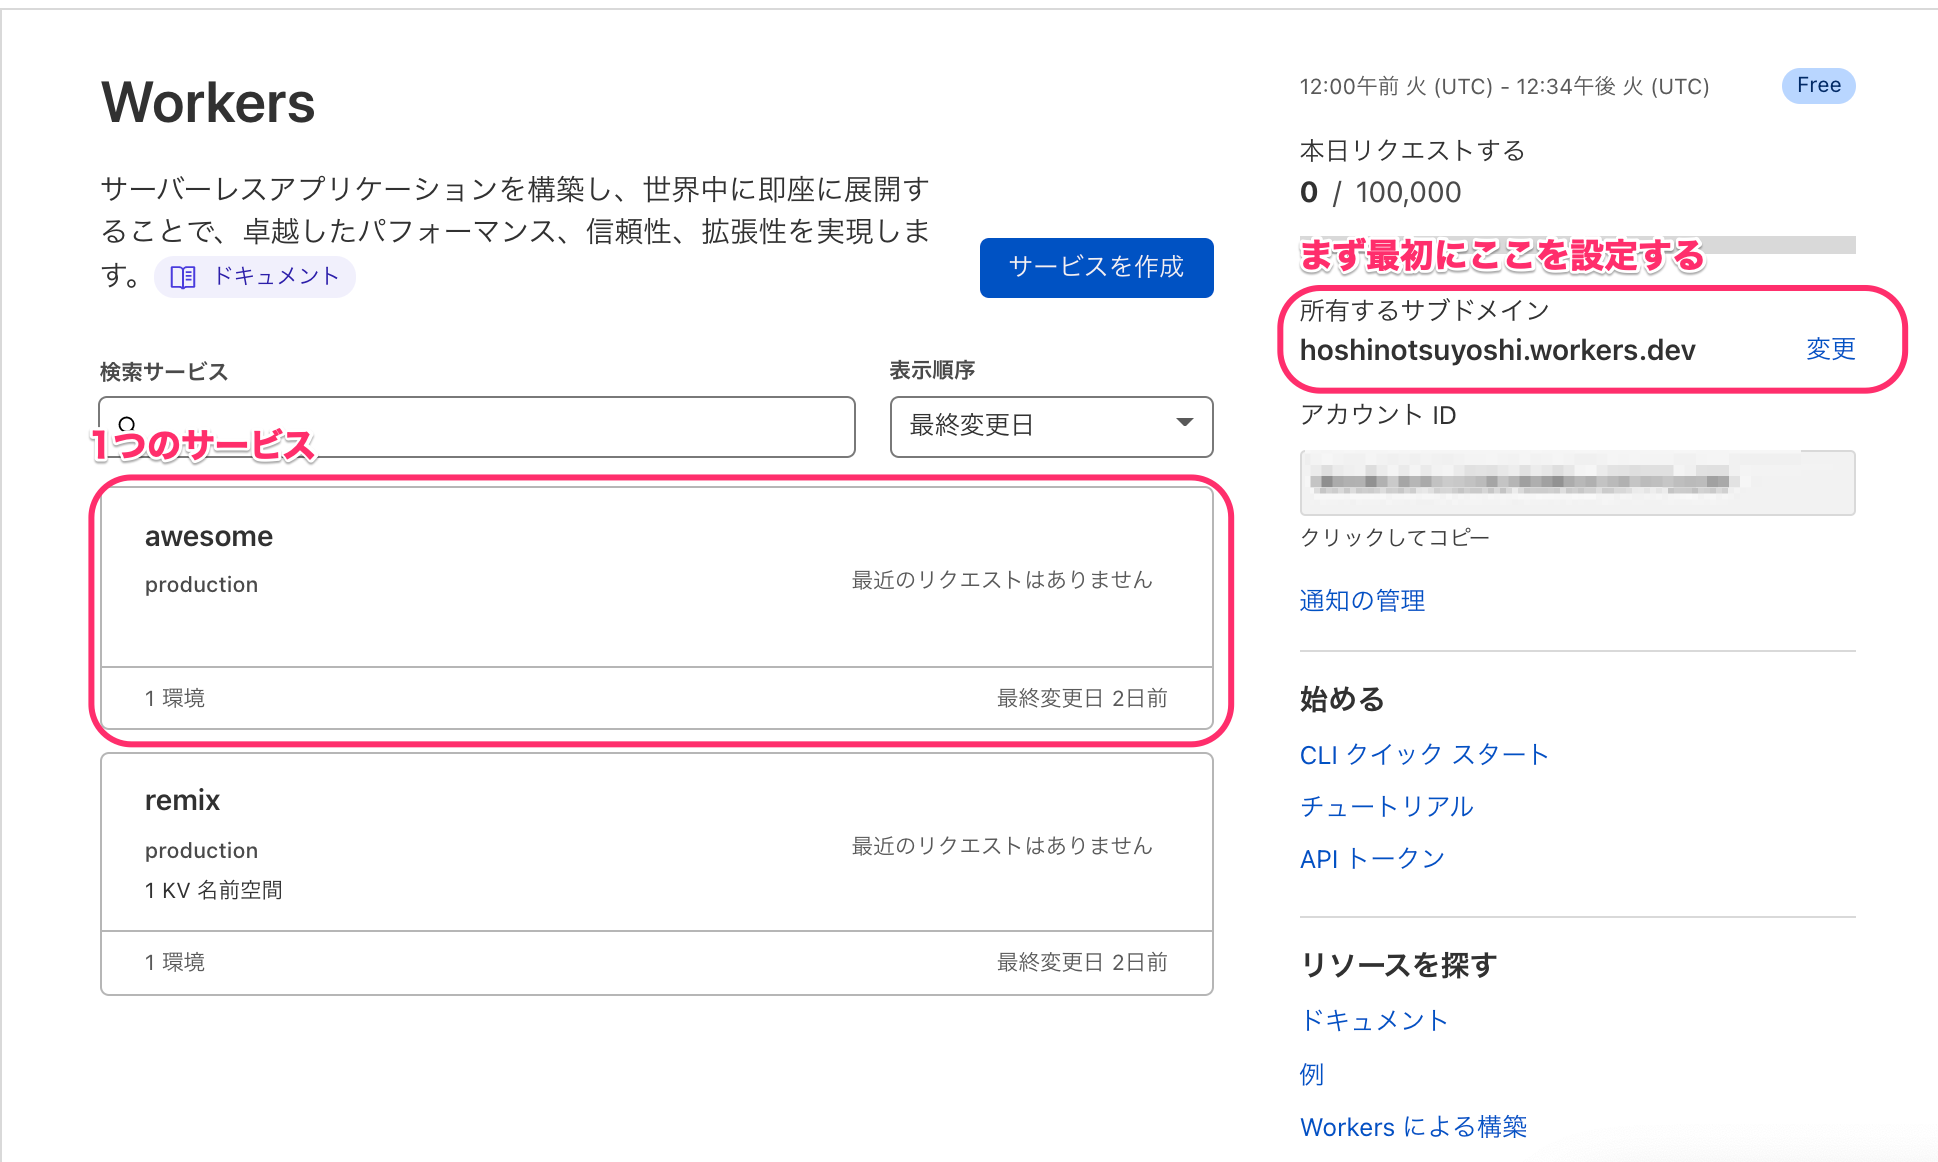 Workers
サーバーレスアプリケーションを構築し、世界中に即座に展開す
ることで、卓越したパフォーマンス、信頼性、拡張性を実現しま
す。 ドキュメント
サービスを作成
検索サービス
表示順序
最終変更日
1つのサービス
awesome
production
最近のリクエストはありません
1 環境
最終変更日 2日前
remix
production
1 KV 名前空間
最近のリクエストはありません
1 環境
最終変更日 2日前
12:00午前 火 (UTC) - 12:34午後 火 (UTC)
Free
本日リクエストする
0 / 100,000
まず最初にここを設定する
所有するサブドメイン
hoshinotsuyoshi.workers.dev
変更
アカウント ID
クリックしてコピー
通知の管理
始める
CLI クイック スタート
チュートリアル
API トークン
リソースを探す
ドキュメント
例
Workers による構築